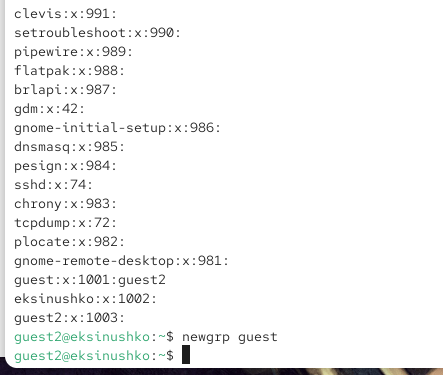 clevis:x:991:
setroubleshoot:x:990:
pipewire:x:989:
flatpak:x:988:
brlapi:x:987:
gdm:x:42:
gnome-initial-setup:x:986:
dnsmasq:x:985:
pesign:x:984:
sshd:x:74:
chrony:x:983:
tcpdump:x:72:
plocate:x:982:
gnome-remote-desktop:x:981:
guest:x:1001:guest2
eksinushko:x:1002:
guest2:x:1003:
guest2@eksinushko:~$ newgrp guest
guest2@eksinushko:~$